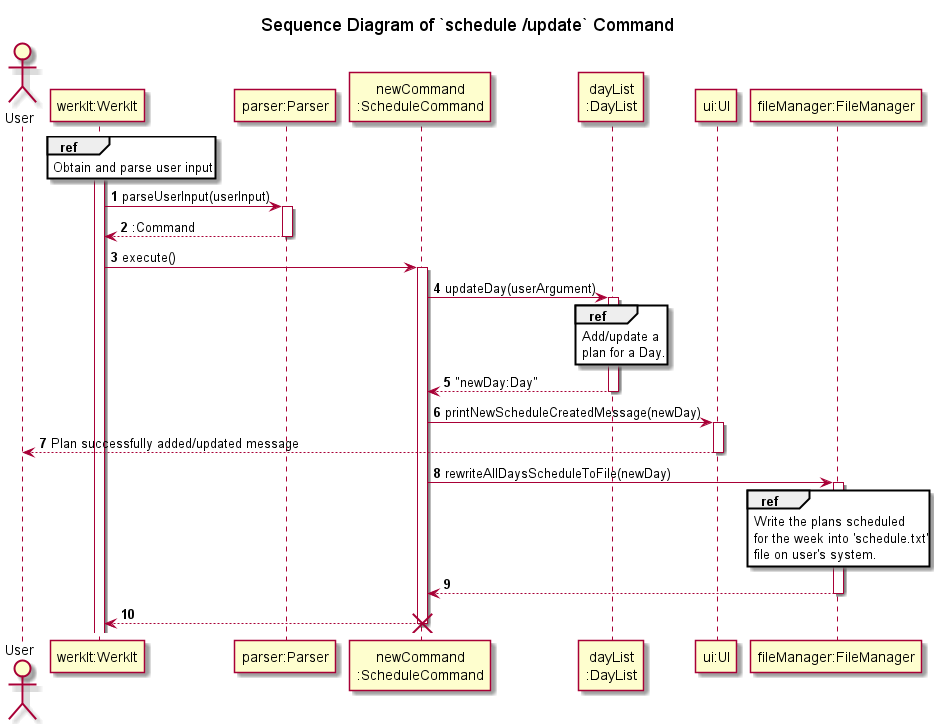 Sequence Diagram of `schedule /update` Command
User
werkIt:WerkIt
parser:Parser
newCommand
:ScheduleCommand
dayList
:DayList
ui:UI
fileManager:FileManager
ref
Obtain and parse user input
1 parseUserInput(userInput)
2 :Command
3 execute()
4 updateDay(userArgument)
ref
Add/update a
plan for a Day.
5 "newDay:Day"
6 printNewScheduleCreatedMessage(newDay)
7 Plan successfully added/updated message
8 rewriteAllDaysScheduleToFile(newDay)
ref
Write the plans scheduled
for the week into 'schedule.txt'
file on user's system.
9
10
User
werkIt:WerkIt
parser:Parser
newCommand
:ScheduleCommand
dayList
:DayList
ui:UI
fileManager:FileManager